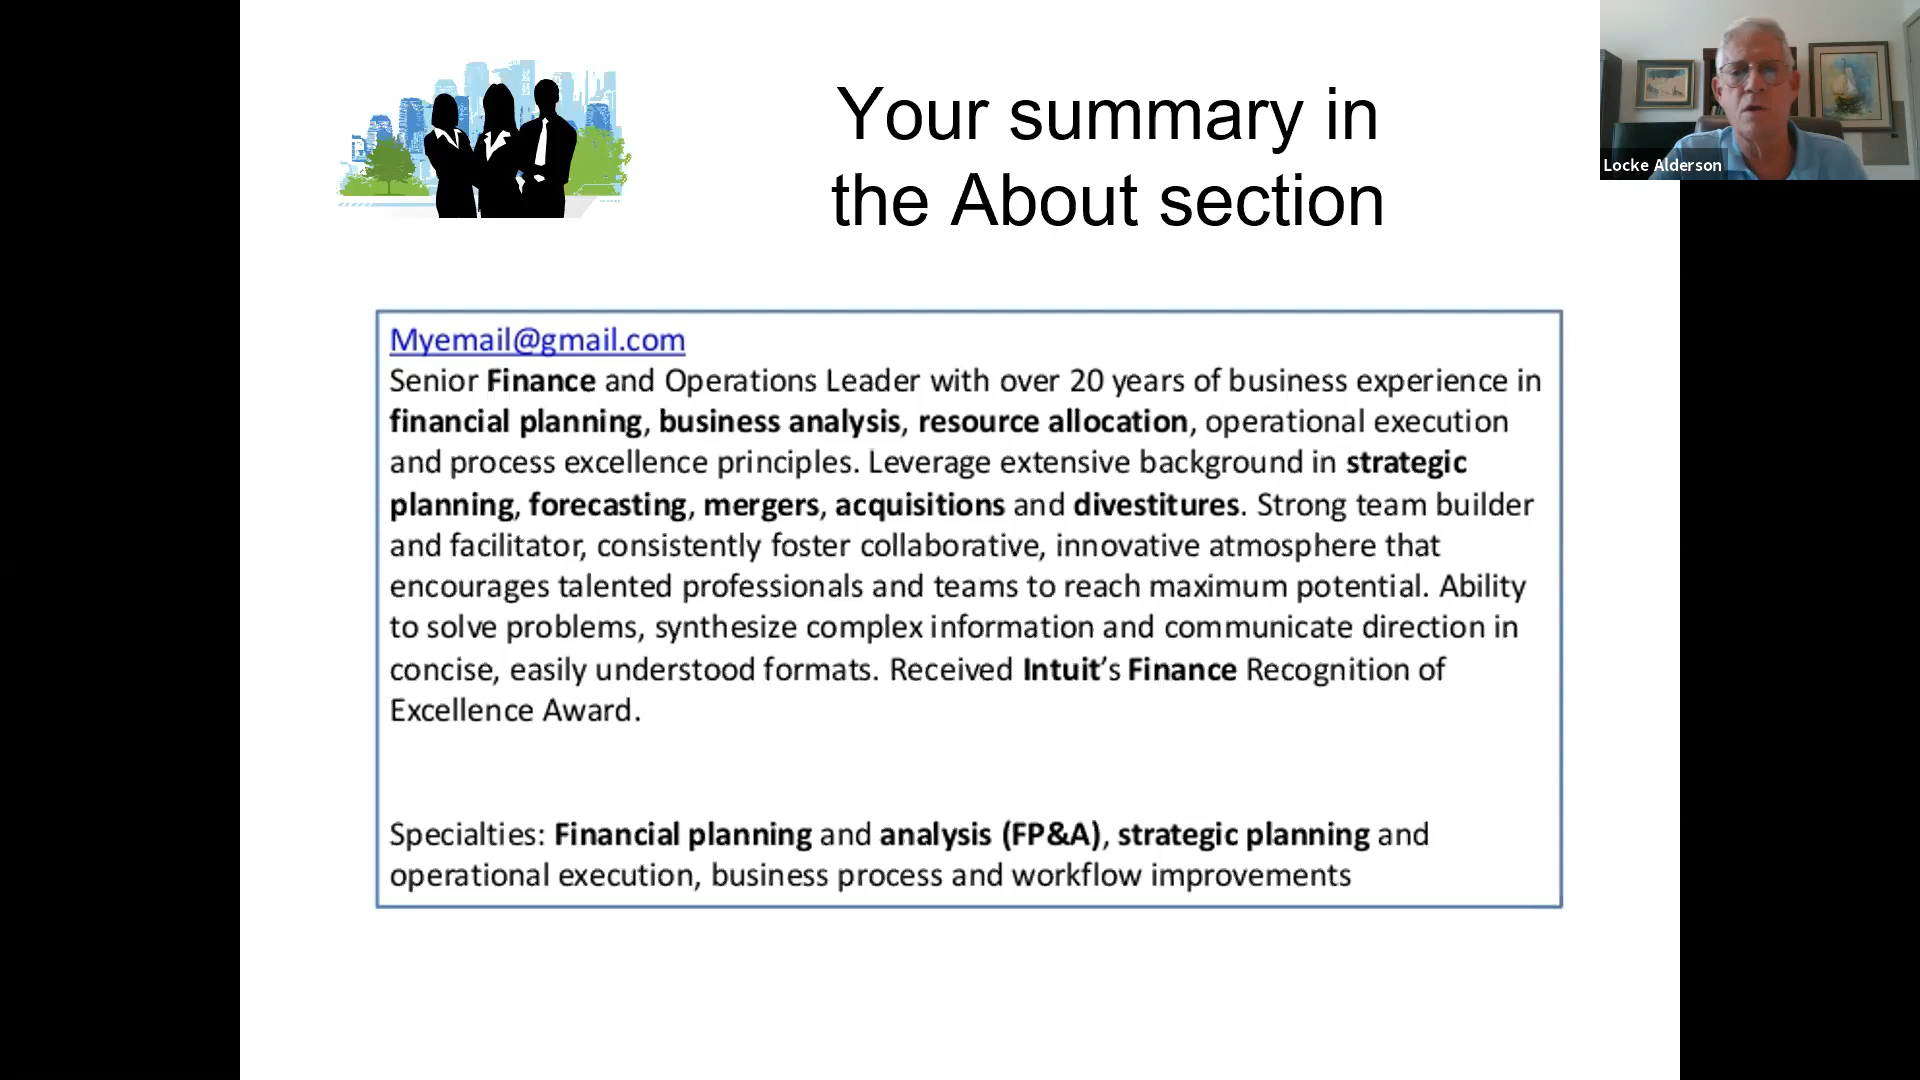 Your summary in
the About section
Locke Alderson
Myemail@gmail.com
Senior Finance and Operations Leader with over 20 years of business experience in
financial planning, business analysis, resource allocation, operational execution
and process excellence principles. Leverage extensive background in strategic
planning, forecasting, mergers, acquisitions and divestitures. Strong team builder
and facilitator, consistently foster collaborative, innovative atmosphere that
encourages talented professionals and teams to reach maximum potential. Ability
to solve problems, synthesize complex information and communicate direction in
concise, easily understood formats. Received Intuit’s Finance Recognition of
Excellence Award.
Specialties: Financial planning and analysis (FP&A), strategic planning and
operational execution, business process and workflow improvements